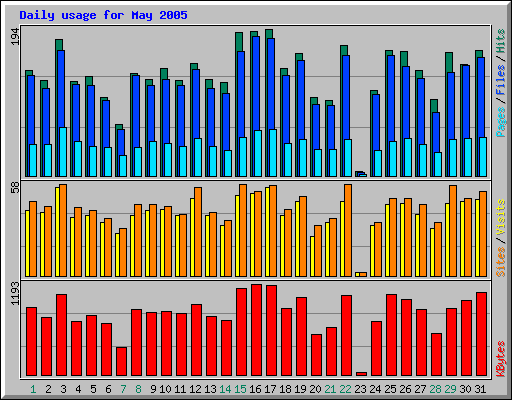 Daily usage for May 2005
194
Pages / Files / Hits
58
Sites / Visits
1193
KBytes
1 2 3 4 5 6 7 8 9 10 11 12 13 14 15 16 17 18 19 20 21 22 23 24 25 26 27 28 29 30 31